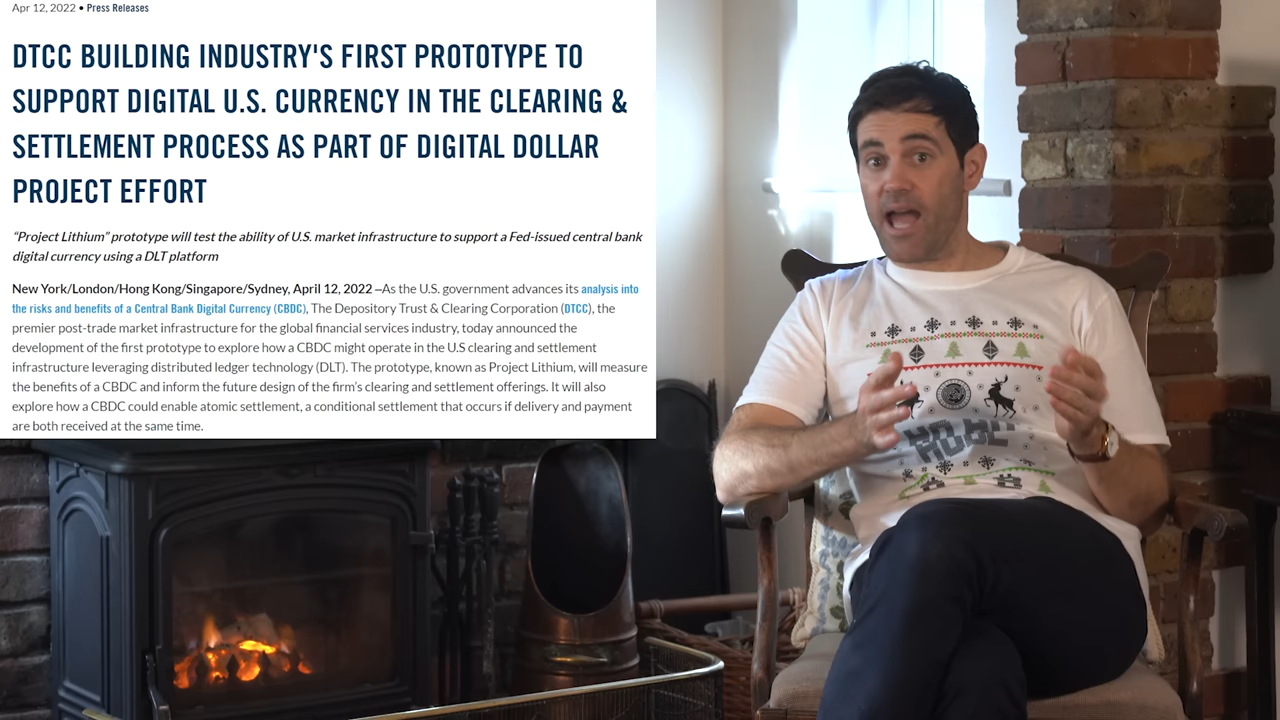 Apr 12, 2022 • Press Releases
DTCC BUILDING INDUSTRY'S FIRST PROTOTYPE TO
SUPPORT DIGITAL U.S. CURRENCY IN THE CLEARING &
SETTLEMENT PROCESS AS PART OF DIGITAL DOLLAR
PROJECT EFFORT
“Project Lithium” prototype will test the ability of U.S. market infrastructure to support a Fed-issued central bank
digital currency using a DLT platform
New York/London/Hong Kong/Singapore/Sydney, April 12, 2022 –As the U.S. government advances its analysis into
the risks and benefits of a Central Bank Digital Currency (CBDC), The Depository Trust & Clearing Corporation (DTCC), the
premier post-trade market infrastructure for the global financial services industry, today announced the
development of the first prototype to explore how a CBDC might operate in the U.S clearing and settlement
infrastructure leveraging distributed ledger technology (DLT). The prototype, known as Project Lithium, will measure
the benefits of a CBDC and inform the future design of the firm’s clearing and settlement offerings. It will also
explore how a CBDC could enable atomic settlement, a conditional settlement that occurs if delivery and payment
are both received at the same time.